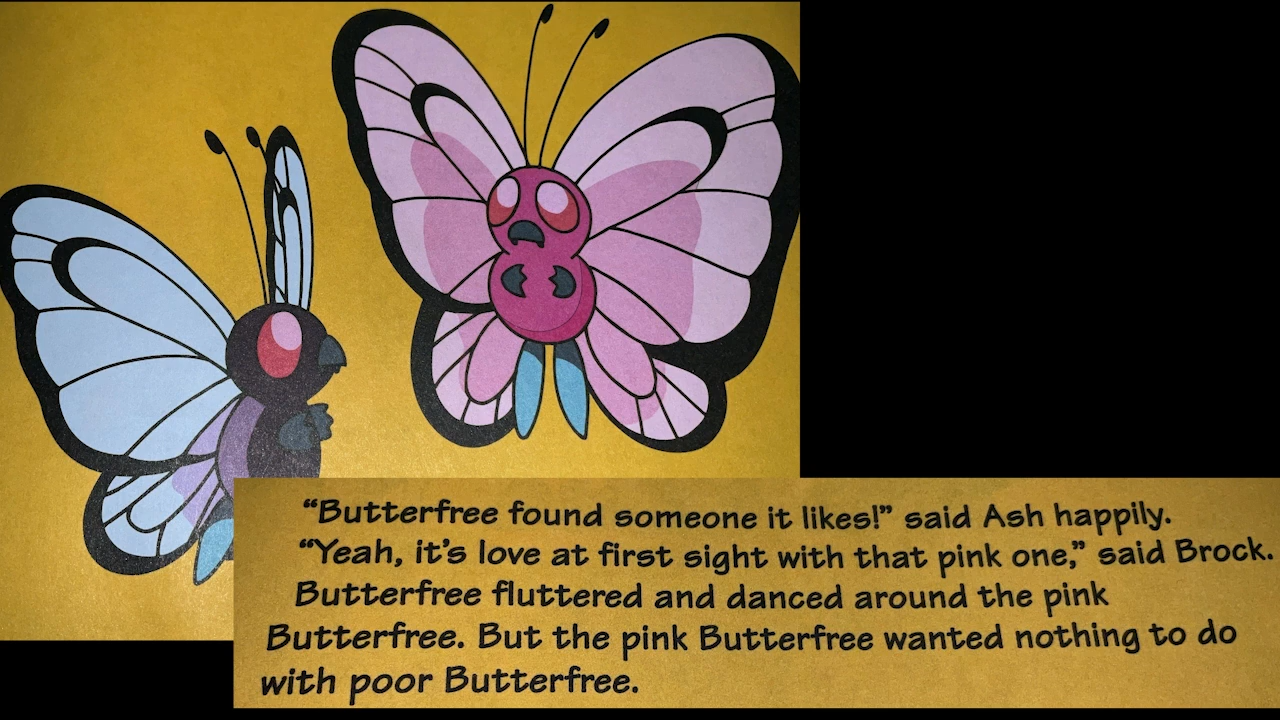 “Butterfree found someone it likes!” said Ash happily.
“Yeah, it’s love at first sight with that pink one,” said Brock.
Butterfree fluttered and danced around the pink
Butterfree. But the pink Butterfree wanted nothing to do
with poor Butterfree.